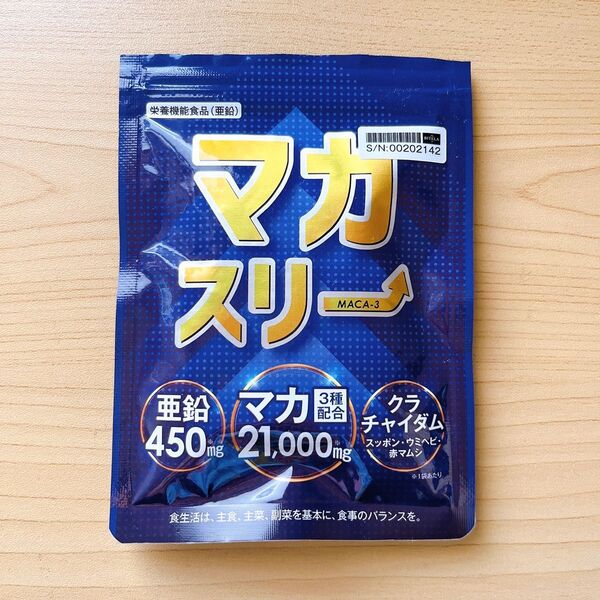 栄養機能食品(亜鉛)
S/N:00202142
マカ
スリー
MACA-3
亜鉛
450㎎※
マカ 3種配合
21,000㎎※
クラ
チャイダム
スッポン・ウミヘビ・
赤マムシ
※1袋あたり
食生活は、主食、主菜、副菜を基本に、食事のバランスを。